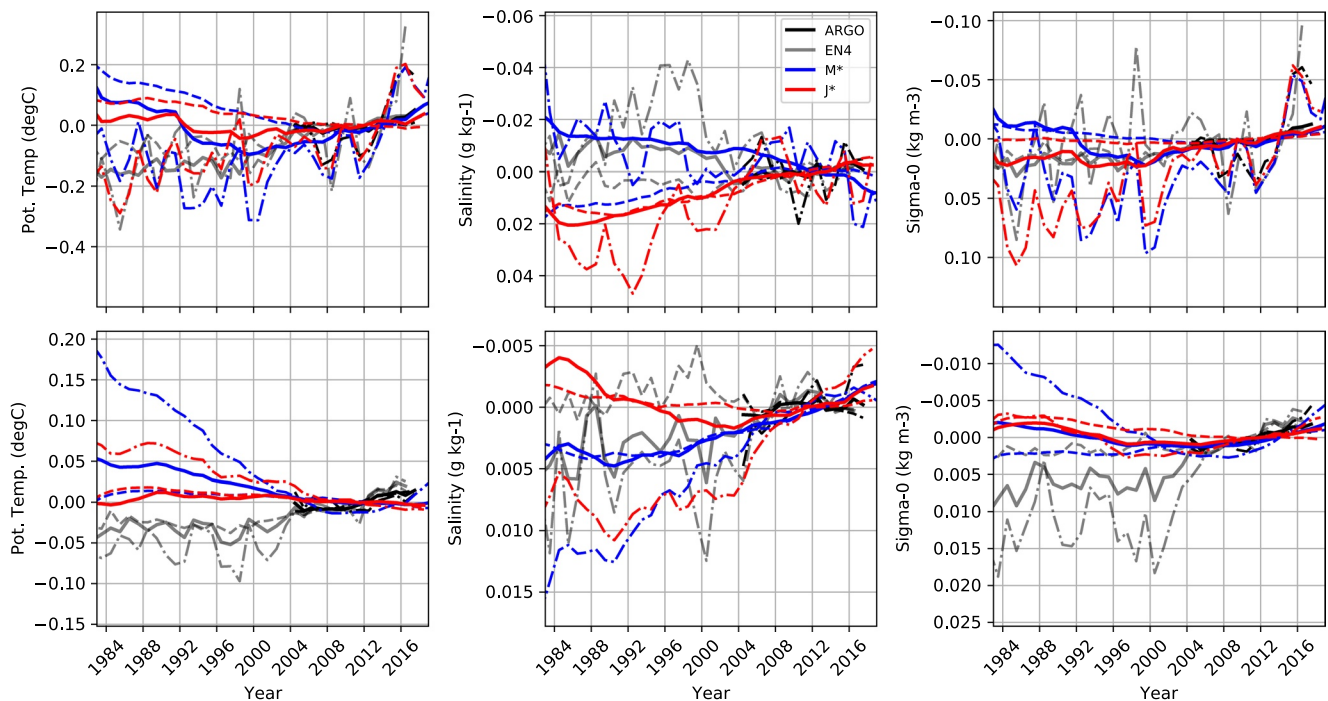 Pot. Temp (degC)
0.2
0.0
−0.2
−0.4
Salinity (g kg-1)
−0.06
−0.04
−0.02
0.00
0.02
0.04
ARGO
EN4
M*
J*
Sigma-0 (kg m-3)
−0.10
−0.05
0.00
0.05
0.10
Pot. Temp. (degC)
0.20
0.15
0.10
0.05
0.00
−0.05
−0.10
−0.15
1984 1988 1992 1996 2000 2004 2008 2012 2016
Year
Salinity (g kg-1)
−0.005
0.000
0.005
0.010
0.015
1984 1988 1992 1996 2000 2004 2008 2012 2016
Year
Sigma-0 (kg m-3)
−0.010
−0.005
0.000
0.005
0.010
0.015
0.020
0.025
1984 1988 1992 1996 2000 2004 2008 2012 2016
Year